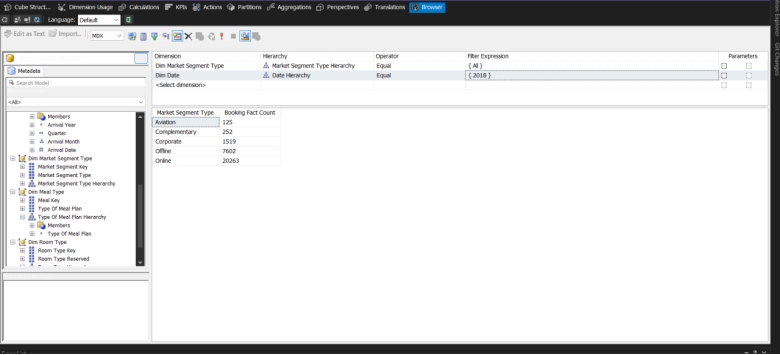 Cube Struct... Dimension Usage Calculations KPIs Actions Partitions Aggregations Perspectives Translations Browser
Language: Default
Edit as Text Import... MDX
Dimension Hierarchy Operator Filter Expression Parameters
Dim Market Segment Type Market Segment Type Hierarchy Equal { All }
Dim Date Date Hierarchy Equal { 2018 }
<Select dimension>
Metadata
Search Model
<All>
Members
Arrival Year
Quarter
Arrival Month
Arrival Date
Dim Market Segment Type
Market Segment Key
Market Segment Type
Market Segment Type Hierarchy
Dim Meal Type
Meal Key
Type Of Meal Plan
Type Of Meal Plan Hierarchy
Members
Type Of Meal Plan
Dim Room Type
Room Type Key
Room Type Reserved
Market Segment Type Booking Fact Count
Aviation 125
Complementary 252
Corporate 1519
Offline 7602
Online 20263
Explorer
Git Changes